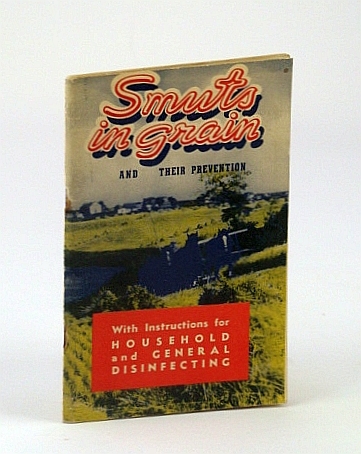 Smuts
in grain
AND THEIR PREVENTION
With Instructions for
HOUSEHOLD
and GENERAL
DISINFECTING